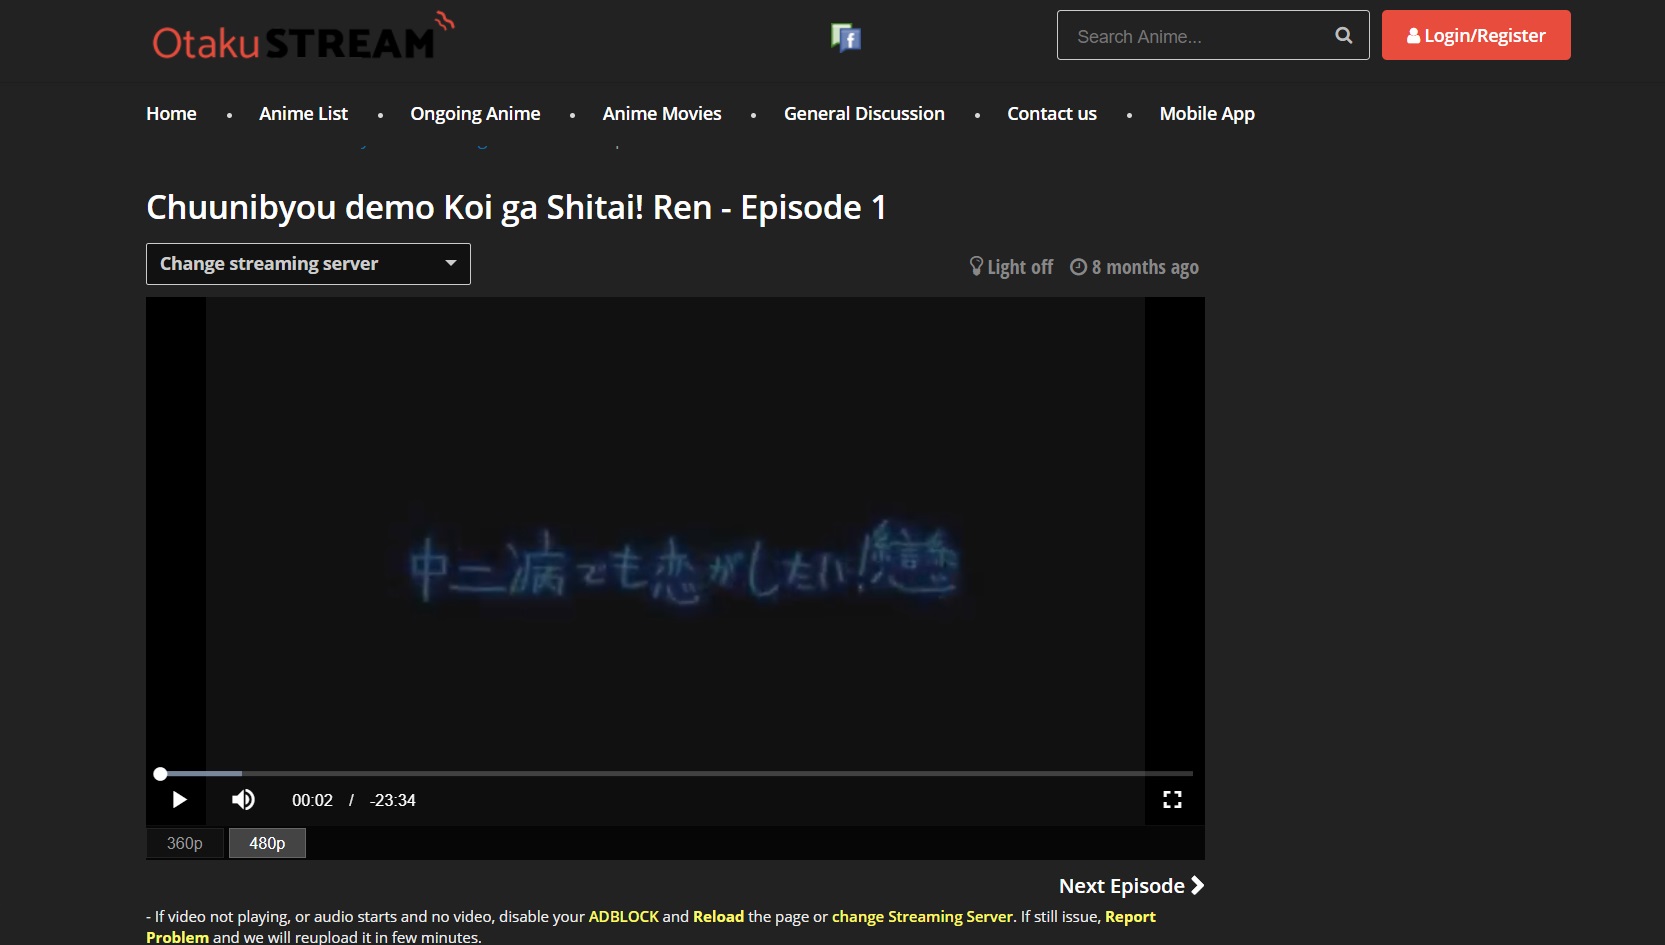 Otaku STREAM
Search Anime...
Login/Register
Home • Anime List • Ongoing Anime • Anime Movies • General Discussion • Contact us • Mobile App
Chuunibyou demo Koi ga Shitai! Ren - Episode 1
Change streaming server
Light off 8 months ago
中二病でも恋がしたい!戀
00:02 / -23:34
360p 480p
Next Episode
- If video not playing, or audio starts and no video, disable your ADBLOCK and Reload the page or change Streaming Server. If still issue, Report
Problem and we will reupload it in few minutes.